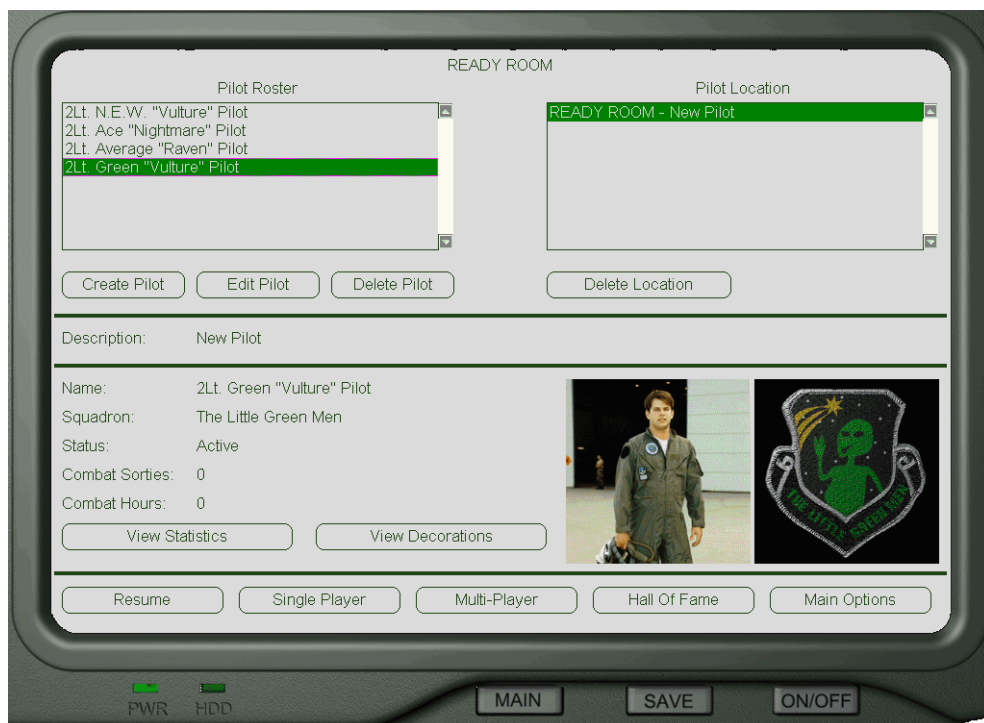 READY ROOM
Pilot Roster
Pilot Location
2Lt. N.E.W. "Vulture" Pilot
2Lt. Ace "Nightmare" Pilot
2Lt. Average "Raven" Pilot
2Lt. Green "Vulture" Pilot
READY ROOM - New Pilot
Create Pilot
Edit Pilot
Delete Pilot
Delete Location
Description: New Pilot
Name: 2Lt. Green "Vulture" Pilot
Squadron: The Little Green Men
Status: Active
Combat Sorties: 0
Combat Hours: 0
View Statistics
View Decorations
THE LITTLE GREEN MEN
Resume
Single Player
Multi-Player
Hall Of Fame
Main Options
PWR
HDD
MAIN
SAVE
ON/OFF